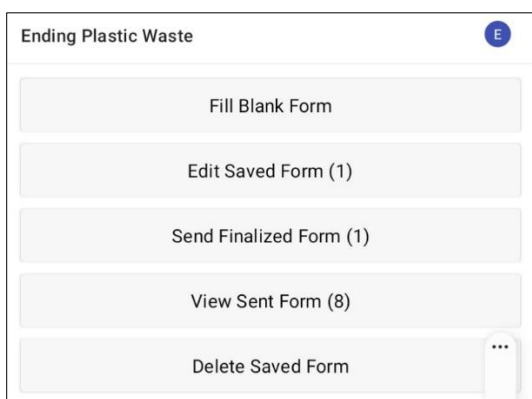 Ending Plastic Waste
E
Fill Blank Form
Edit Saved Form (1)
Send Finalized Form (1)
View Sent Form (8)
Delete Saved Form